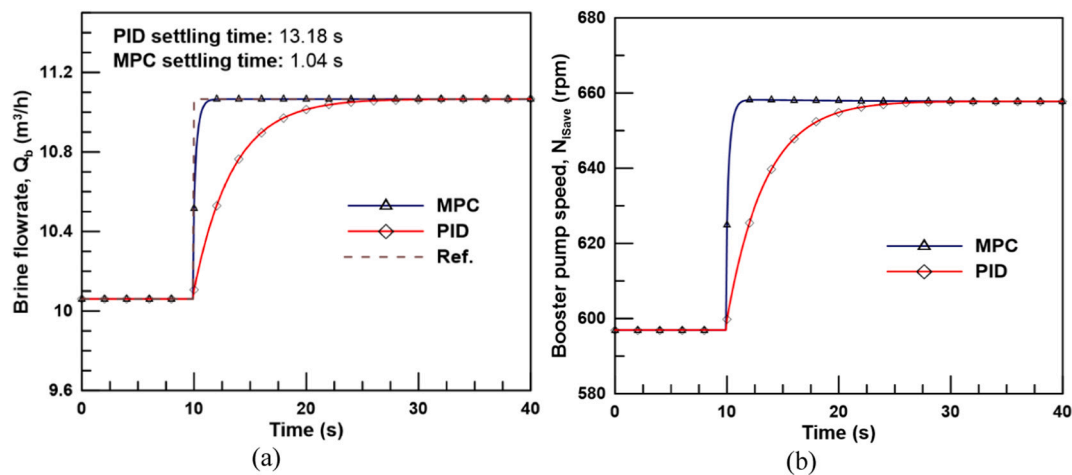 (a)
PID settling time: 13.18 s
MPC settling time: 1.04 s
Brine flowrate, Q_b (m³/h)
11.2
10.8
10.4
10
9.6
MPC
PID
Ref.
0 10 20 30 40
Time (s)
(a)
(b)
Booster pump speed, N_ISave (rpm)
680
660
640
620
600
580
MPC
PID
0 10 20 30 40
Time (s)
(b)